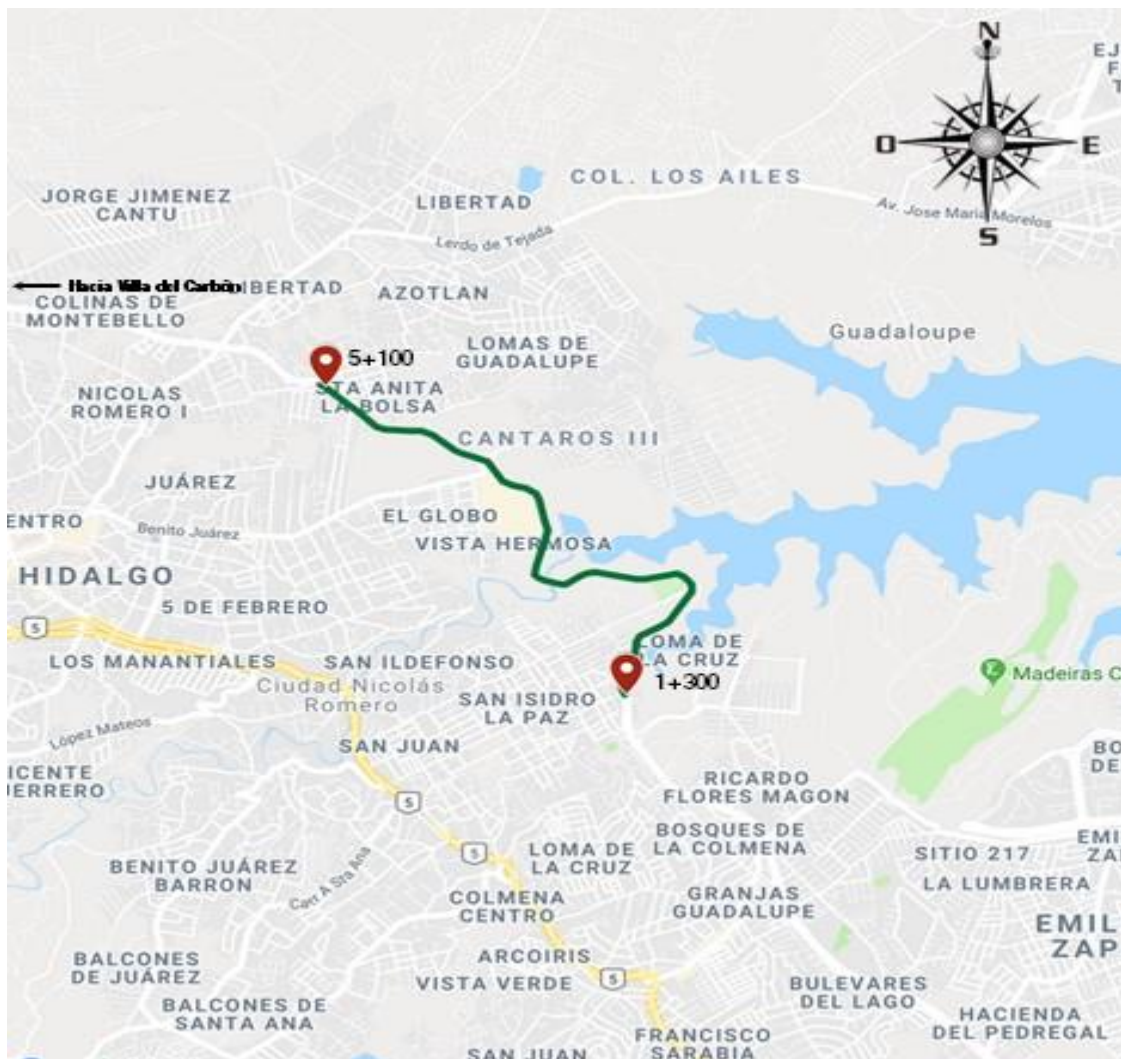 N
EJ
F
T
O
E
COL. LOS AILES
JORGE JIMENEZ
CANTU
LIBERTAD
Av. Jose Maria Morelos
S
Lerdo de Tejada
Hacia Villa del Carbón
LIBERTAD
AZOTLAN
COLINAS DE
MONTEBELLO
Guadaloupe
LOMAS DE
GUADALUPE
5+100
STA ANITA
LA BOLSA
NICOLAS
ROMERO I
CANTAROS III
JUÁREZ
EL GLOBO
ENTRO
Benito Juárez
VISTA HERMOSA
HIDALGO
5 DE FEBRERO
5
LOMA DE
LA CRUZ
LOS MANANTIALES
SAN ILDEFONSO
Ciudad Nicolás
Romero
1+300
Madeiras C
SAN ISIDRO
LA PAZ
López Mateos
SAN JUAN
ICENTE
UERRERO
RICARDO
FLORES MAGON
BO
DE
5
BOSQUES DE
LA COLMENA
EMI
ZA
5
LOMA DE
LA CRUZ
SITIO 217
BENITO JUÁREZ
BARRON
Carr A Sta Ana
LA LUMBRERA
COLMENA
CENTRO
GRANJAS
GUADALUPE
EMIL
ZAP
ARCOIRIS
BALCONES
DE JUÁREZ
VISTA VERDE
5
BULEVARES
DEL LAGO
BALCONES DE
SANTA ANA
HACIENDA
DEL PEDREGAL
FRANCISCO
SARABIA
SAN JUAN